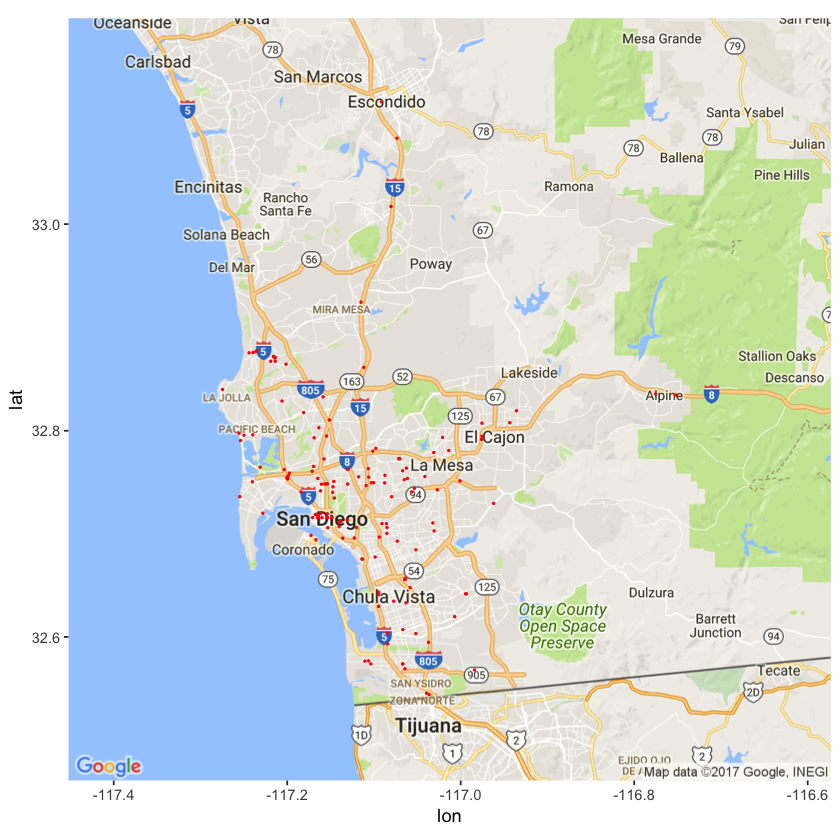 Oceanside
Vista
San Felip
Mesa Grande
79
Carlsbad
78
San Marcos
Escondido
5
78
Santa Ysabel
78
78
Julian
Ballena
Pine Hills
Encinitas
15
Ramona
Rancho
Santa Fe
33.0
Solana Beach
67
Del Mar
56
Poway
MIRA MESA
7
5
Stallion Oaks
Lakeside
Descanso
163
52
805
LA JOLLA
67
Alpine
8
15
125
lat
32.8
PACIFIC BEACH
El Cajon
8
La Mesa
5
94
San Diego
Coronado
54
75
125
Chula Vista
Dulzura
Otay County
Open Space
Preserve
Barrett
Junction
32.6
5
94
805
905
Tecate
SAN YSIDRO
ZONA NORTE
2D
Tijuana
1D
2
1
2
EJIDO OJO
DE A
Google
Map data ©2017 Google, INEGI
-117.4
-117.2
-117.0
-116.8
-116.6
lon